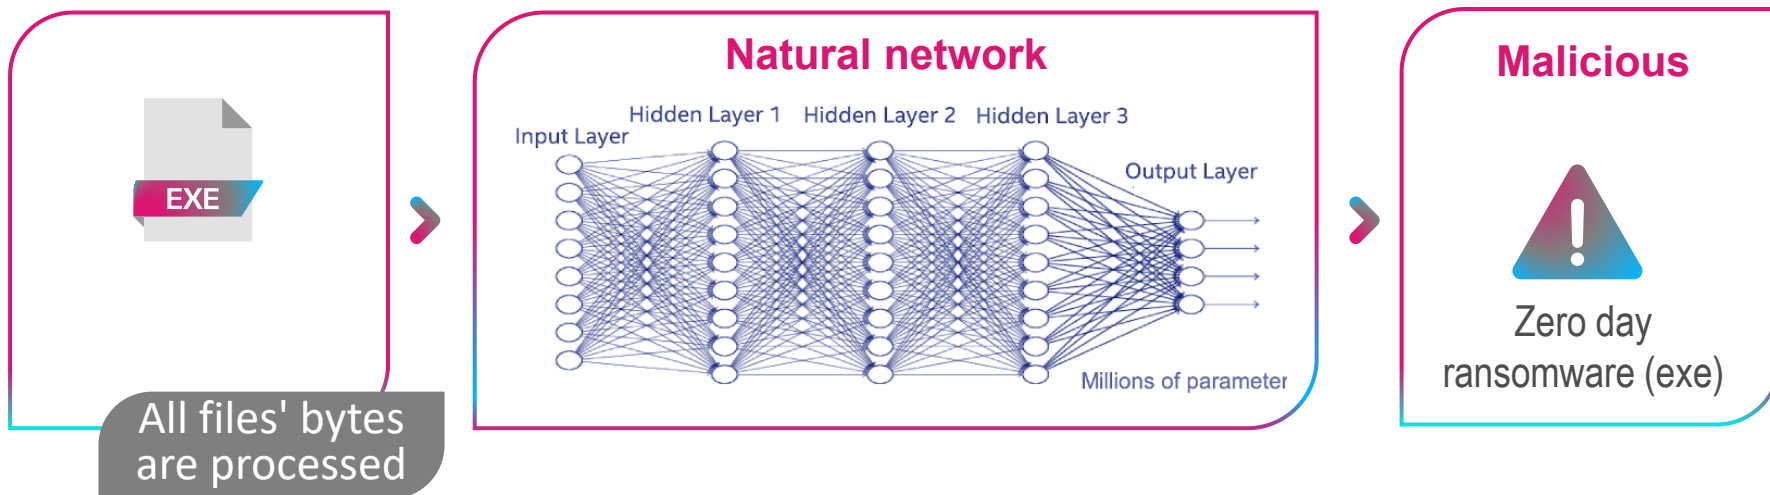 EXE
All files' bytes
are processed
Natural network
Input Layer
Hidden Layer 1
Hidden Layer 2
Hidden Layer 3
Output Layer
Millions of parameter
Malicious
Zero day
ransomware (exe)